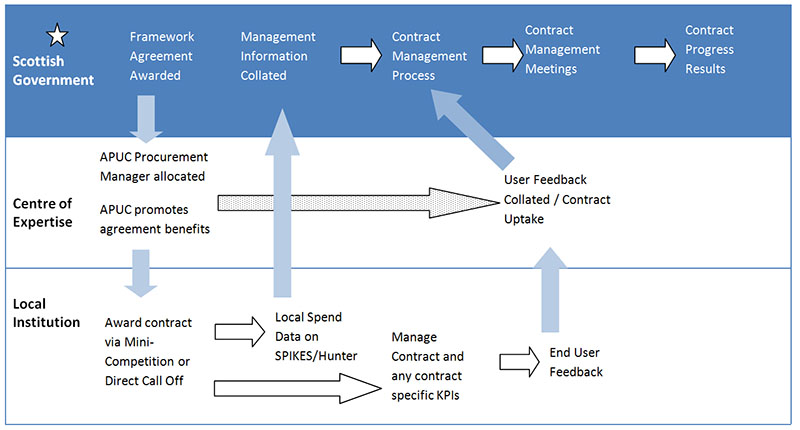 Scottish
Government
Framework
Agreement
Awarded
Management
Information
Collated
Contract
Management
Process
Contract
Management
Meetings
Contract
Progress
Results
Centre of
Expertise
APUC Procurement
Manager allocated
APUC promotes
agreement benefits
User Feedback
Collated / Contract
Uptake
Local
Institution
Award contract
via Mini-
Competition or
Direct Call Off
Local Spend
Data on
SPIKES/Hunter
Manage
Contract and
any contract
specific KPIs
End User
Feedback